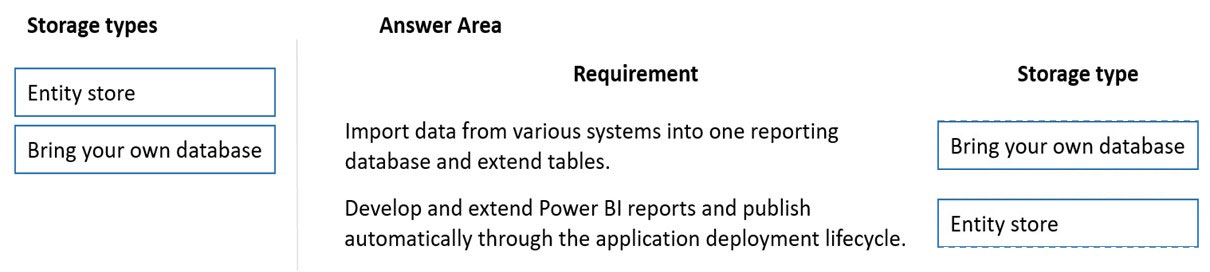 Storage types
Answer Area
Requirement
Storage type
Entity store
Bring your own database
Import data from various systems into one reporting
database and extend tables.
Bring your own database
Develop and extend Power BI reports and publish
automatically through the application deployment lifecycle.
Entity store